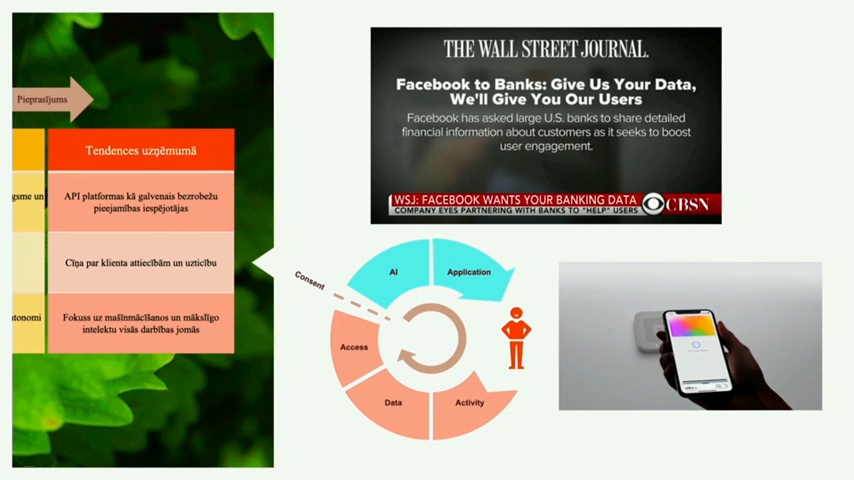 Pieprasījums
Tendences uzņēmumā
gsme un
API platformas kā galvenais bezrobežu
pieejamības iespējotājas
Cīņa par klienta attiecībām un uzticību
tonomi
Fokuss uz mašīnmācīšanos un mākslīgo
intelektu visās darbības jomās
THE WALL STREET JOURNAL.
Facebook to Banks: Give Us Your Data,
We'll Give You Our Users
Facebook has asked large U.S. banks to share detailed
financial information about customers as it seeks to boost
user engagement.
WSJ: FACEBOOK WANTS YOUR BANKING DATA
COMPANY EYES PARTNERING WITH BANKS TO "HELP" USERS
CBSN
Consent
AI
Application
Access
Data
Activity